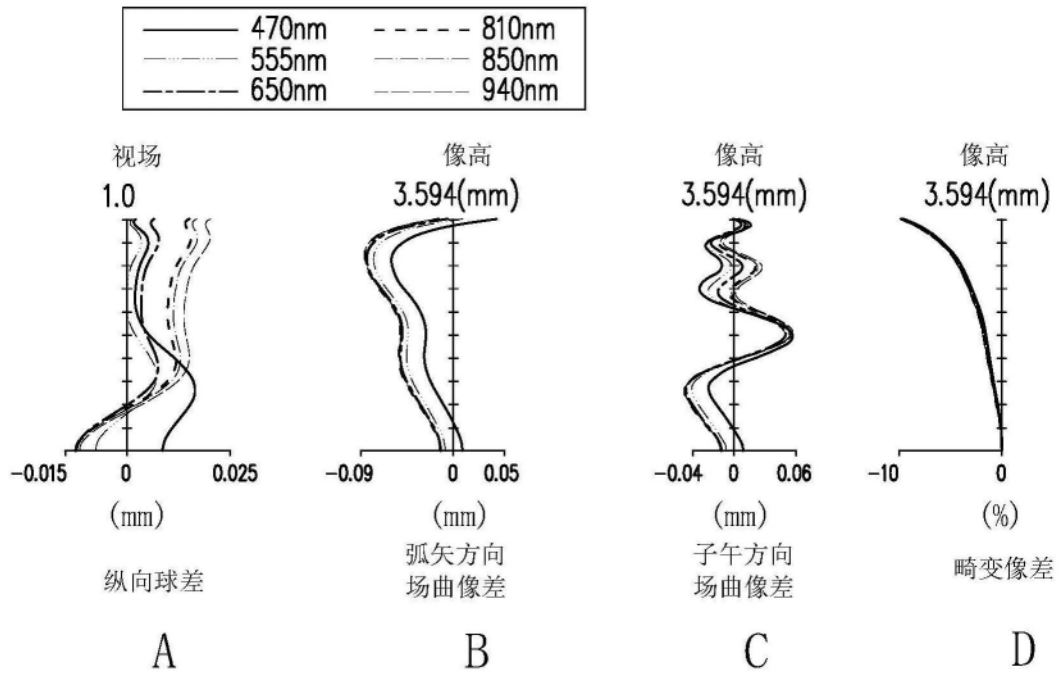 470nm 810nm
555nm 850nm
650nm 940nm
视场 像高 像高 像高
1.0 3.594(mm) 3.594(mm) 3.594(mm)
-0.015 0 0.025 -0.09 0 0.05 -0.04 0 0.06 -10 0
(mm) (mm) (mm) (%)
纵向球差
弧矢方向
场曲像差
子午方向
场曲像差
畸变像差
A B C D